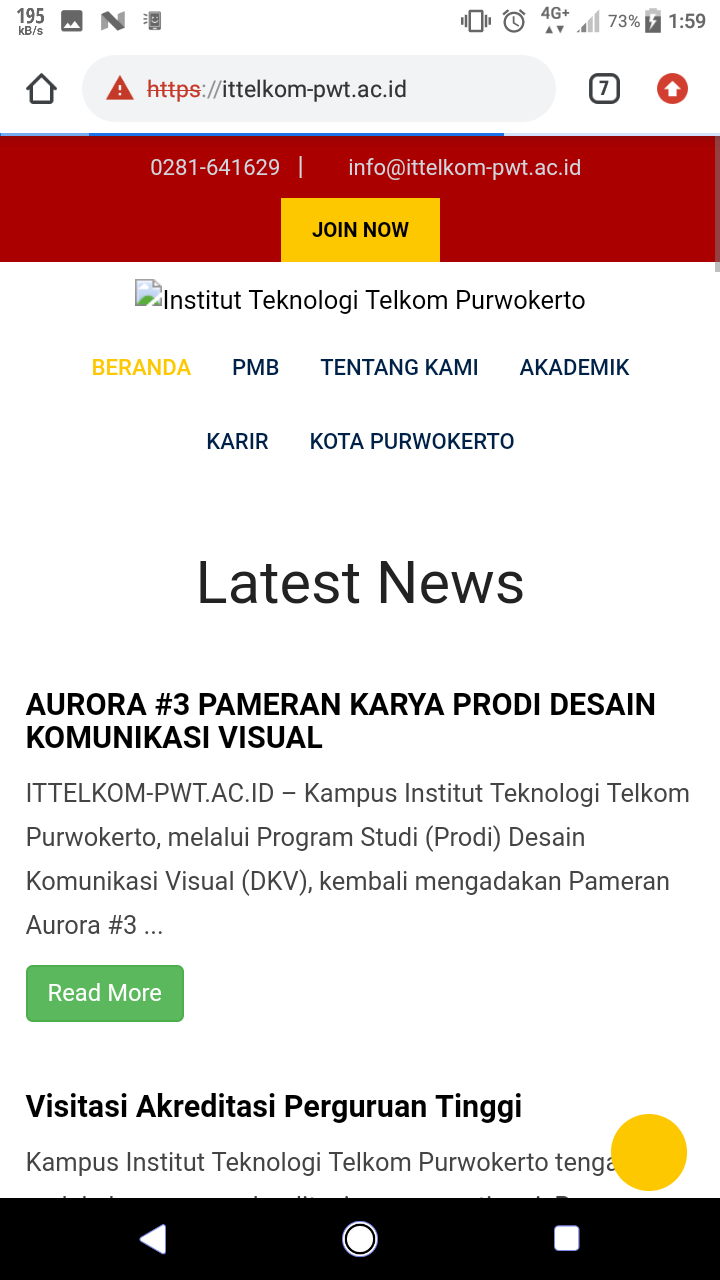 195
kB/s
4G+
73%
1:59
https://ittelkom-pwt.ac.id
7
0281-641629 | info@ittelkom-pwt.ac.id
JOIN NOW
Institut Teknologi Telkom Purwokerto
BERANDA PMB TENTANG KAMI AKADEMIK
KARIR KOTA PURWOKERTO
Latest News
AURORA #3 PAMERAN KARYA PRODI DESAIN
KOMUNIKASI VISUAL
ITTELKOM-PWT.AC.ID – Kampus Institut Teknologi Telkom
Purwokerto, melalui Program Studi (Prodi) Desain
Komunikasi Visual (DKV), kembali mengadakan Pameran
Aurora #3 ...
Read More
Visitasi Akreditasi Perguruan Tinggi
Kampus Institut Teknologi Telkom Purwokerto